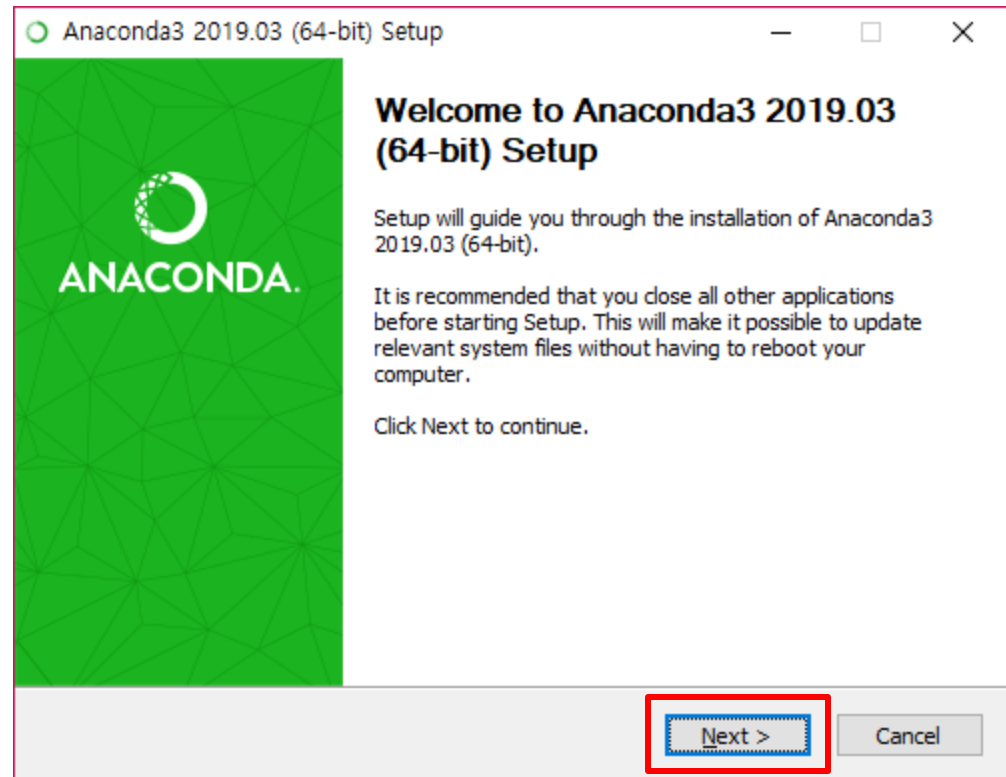 Anaconda3 2019.03 (64-bit) Setup
Welcome to Anaconda3 2019.03
(64-bit) Setup
ANACONDA.
Setup will guide you through the installation of Anaconda3
2019.03 (64-bit).
It is recommended that you close all other applications
before starting Setup. This will make it possible to update
relevant system files without having to reboot your
computer.
Click Next to continue.
Next >
Cancel